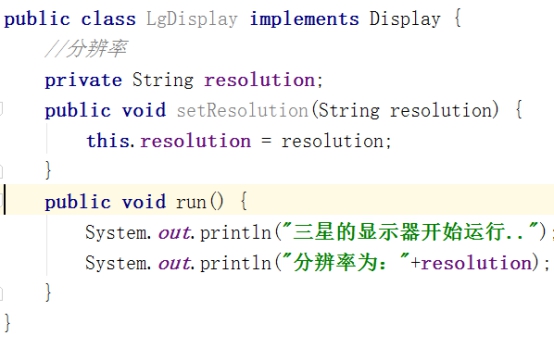 public class LgDisplay implements Display {
//分辨率
private String resolution;
public void setResolution(String resolution) {
this.resolution = resolution;
}
public void run() {
System.out.println("三星的显示器开始运行..");
System.out.println("分辨率为："+resolution);
}
}